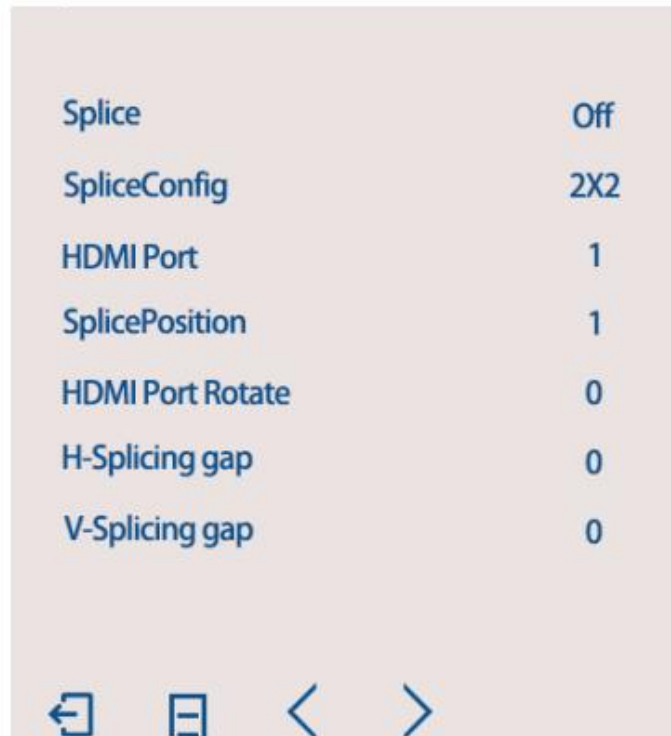 Splice Off
SpliceConfig 2X2
HDMI Port 1
SplicePosition 1
HDMI Port Rotate 0
H-Splicing gap 0
V-Splicing gap 0